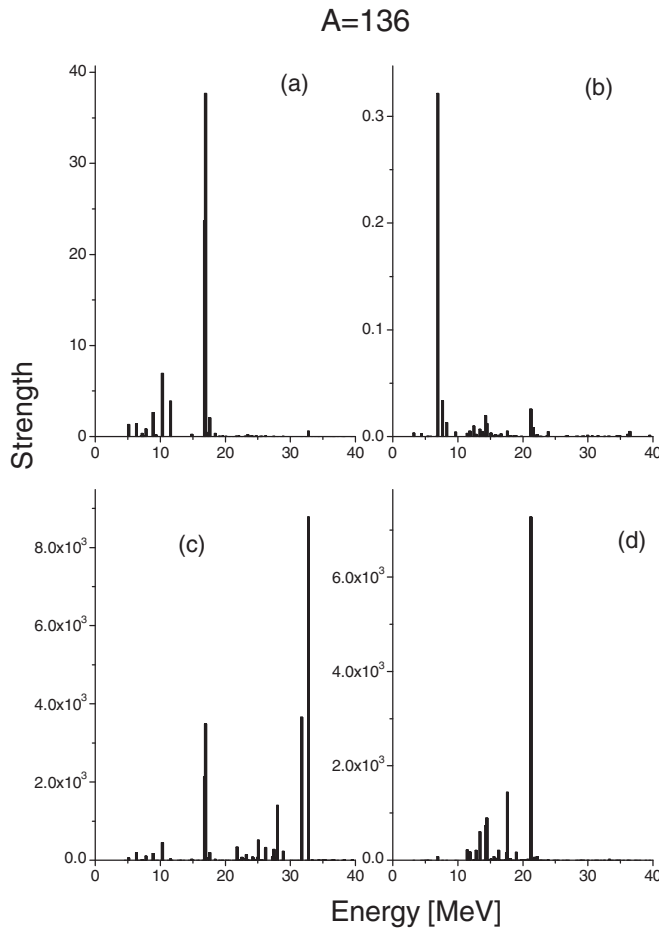 A=136
(a)
40
30
20
10
0
0 10 20 30 40
(b)
0.3
0.2
0.1
0.0
0 10 20 30 40
Strength
(c)
8.0x10³
6.0x10³
4.0x10³
2.0x10³
0.0
0 10 20 30 40
(d)
6.0x10³
4.0x10³
2.0x10³
0.0
0 10 20 30 40
Energy [MeV]